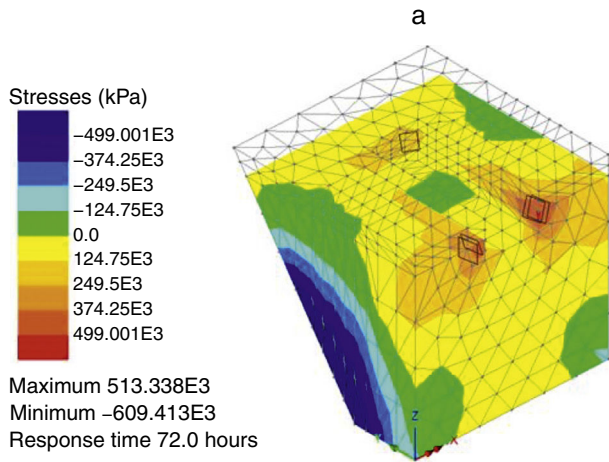 a
Stresses (kPa)
−499.001E3
−374.25E3
−249.5E3
−124.75E3
0.0
124.75E3
249.5E3
374.25E3
499.001E3
Maximum 513.338E3
Minimum −609.413E3
Response time 72.0 hours
Z
X